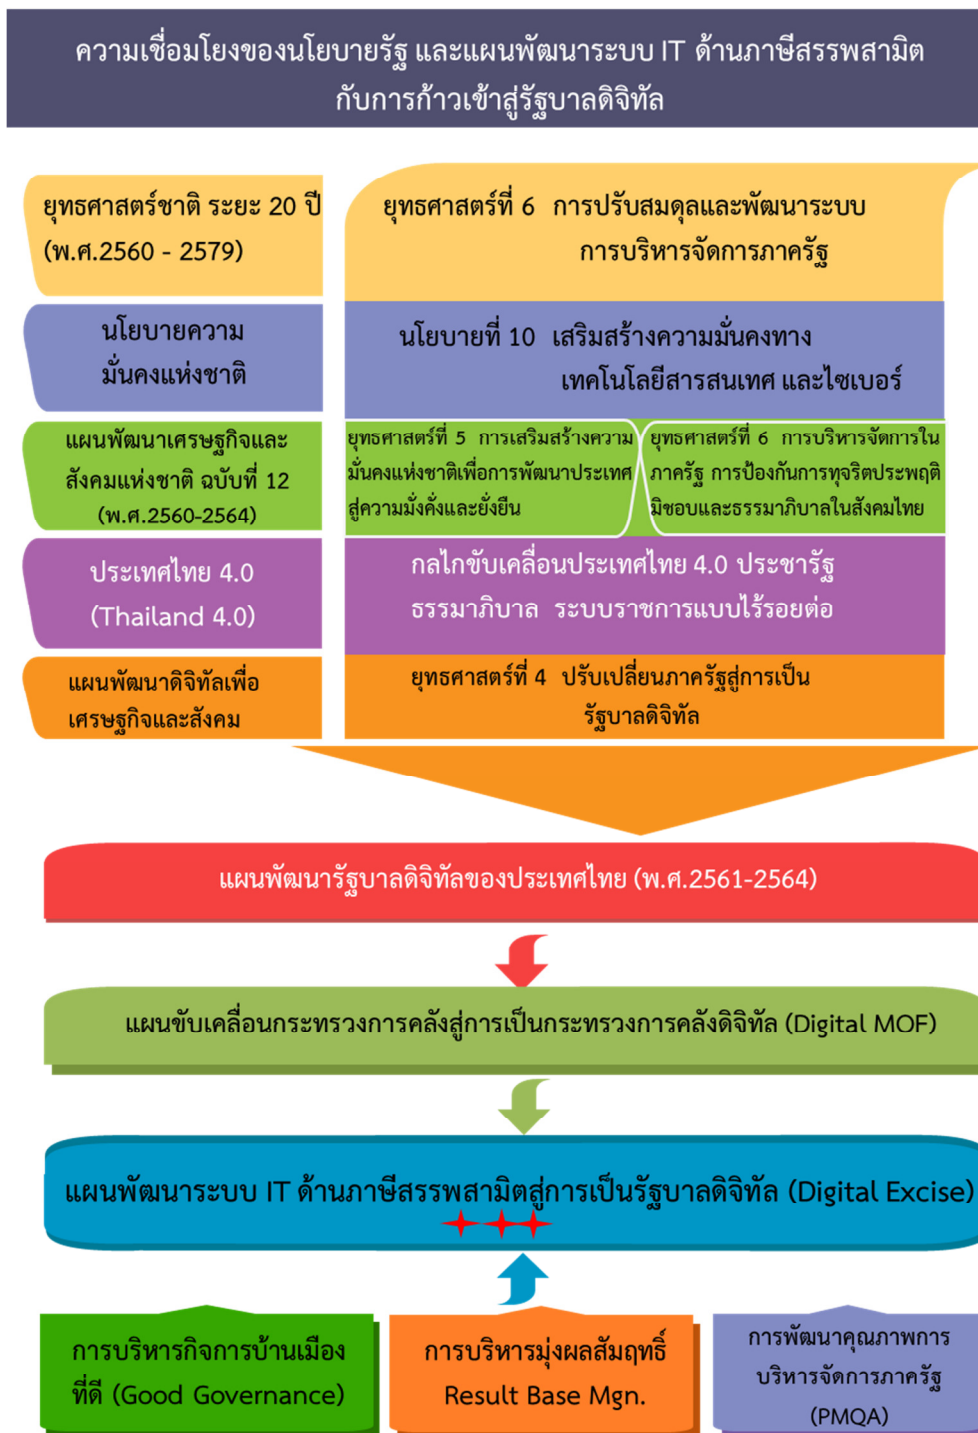 ความเชื่อมโยงของนโยบายรัฐ และแผนพัฒนาระบบ IT ด้านภาษีสรรพสามิต
กับการก้าวเข้าสู่รัฐบาลดิจิทัล
ยุทธศาสตร์ชาติ ระยะ 20 ปี
(พ.ศ.2560 - 2579)
ยุทธศาสตร์ที่ 6 การปรับสมดุลและพัฒนาระบบ
การบริหารจัดการภาครัฐ
นโยบายความ
มั่นคงแห่งชาติ
นโยบายที่ 10 เสริมสร้างความมั่นคงทาง
เทคโนโลยีสารสนเทศ และไซเบอร์
แผนพัฒนาเศรษฐกิจและ
สังคมแห่งชาติ ฉบับที่ 12
(พ.ศ.2560-2564)
ยุทธศาสตร์ที่ 5 การเสริมสร้างความ
มั่นคงแห่งชาติเพื่อการพัฒนาประเทศ
สู่ความมั่งคั่งและยั่งยืน
ยุทธศาสตร์ที่ 6 การบริหารจัดการใน
ภาครัฐ การป้องกันการทุจริตประพฤติ
มิชอบและธรรมาภิบาลในสังคมไทย
ประเทศไทย 4.0
(Thailand 4.0)
กลไกขับเคลื่อนประเทศไทย 4.0 ประชารัฐ
ธรรมาภิบาล ระบบราชการแบบไร้รอยต่อ
แผนพัฒนาดิจิทัลเพื่อ
เศรษฐกิจและสังคม
ยุทธศาสตร์ที่ 4 ปรับเปลี่ยนภาครัฐสู่การเป็น
รัฐบาลดิจิทัล
แผนพัฒนารัฐบาลดิจิทัลของประเทศไทย (พ.ศ.2561-2564)
แผนขับเคลื่อนกระทรวงการคลังสู่การเป็นกระทรวงการคลังดิจิทัล (Digital MOF)
แผนพัฒนาระบบ IT ด้านภาษีสรรพสามิตสู่การเป็นรัฐบาลดิจิทัล (Digital Excise)
การบริหารกิจการบ้านเมือง
ที่ดี (Good Governance)
การบริหารมุ่งผลสัมฤทธิ์
Result Base Mgn.
การพัฒนาคุณภาพการ
บริหารจัดการภาครัฐ
(PMQA)